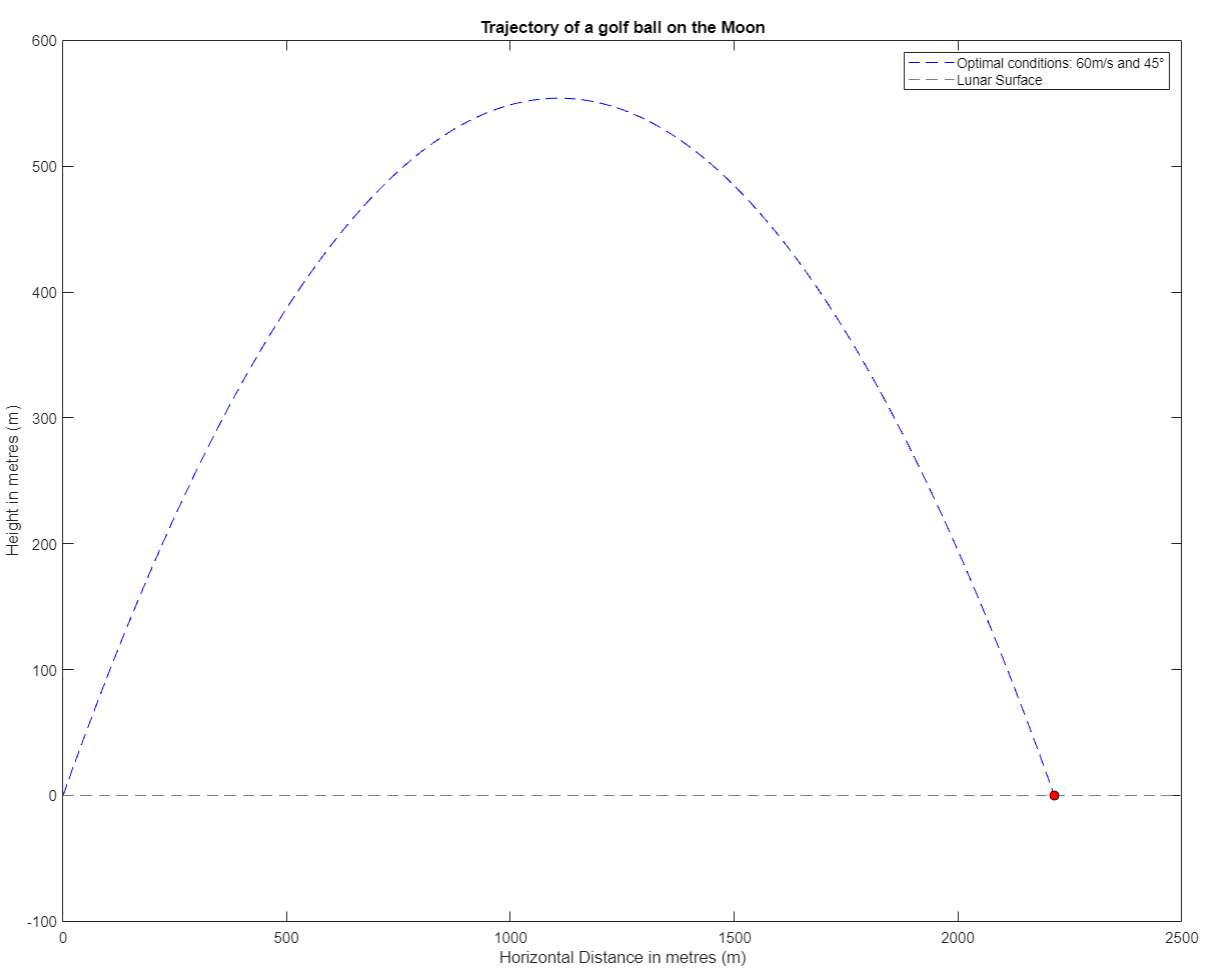 Trajectory of a golf ball on the Moon
Optimal conditions: 60m/s and 45°
Lunar Surface
600
500
400
300
200
100
0
-100
Height in metres (m)
0 500 1000 1500 2000 2500
Horizontal Distance in metres (m)